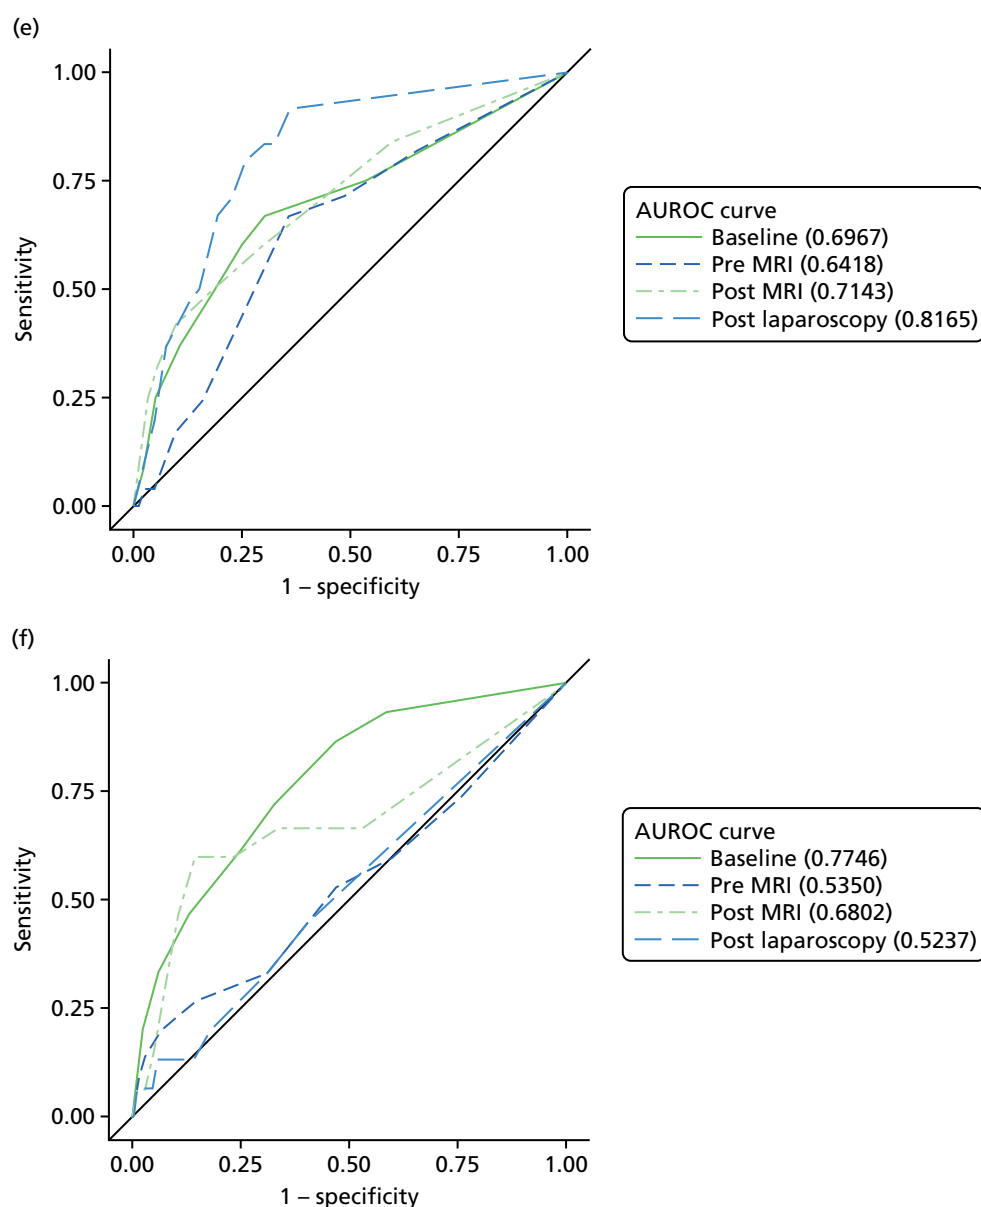 (e)
1.00
0.75
0.50
0.25
0.00
Sensitivity
0.00 0.25 0.50 0.75 1.00
1 – specificity
AUROC curve
Baseline (0.6967)
Pre MRI (0.6418)
Post MRI (0.7143)
Post laparoscopy (0.8165)
(f)
1.00
0.75
0.50
0.25
0.00
Sensitivity
0.00 0.25 0.50 0.75 1.00
1 – specificity
AUROC curve
Baseline (0.7746)
Pre MRI (0.5350)
Post MRI (0.6802)
Post laparoscopy (0.5237)